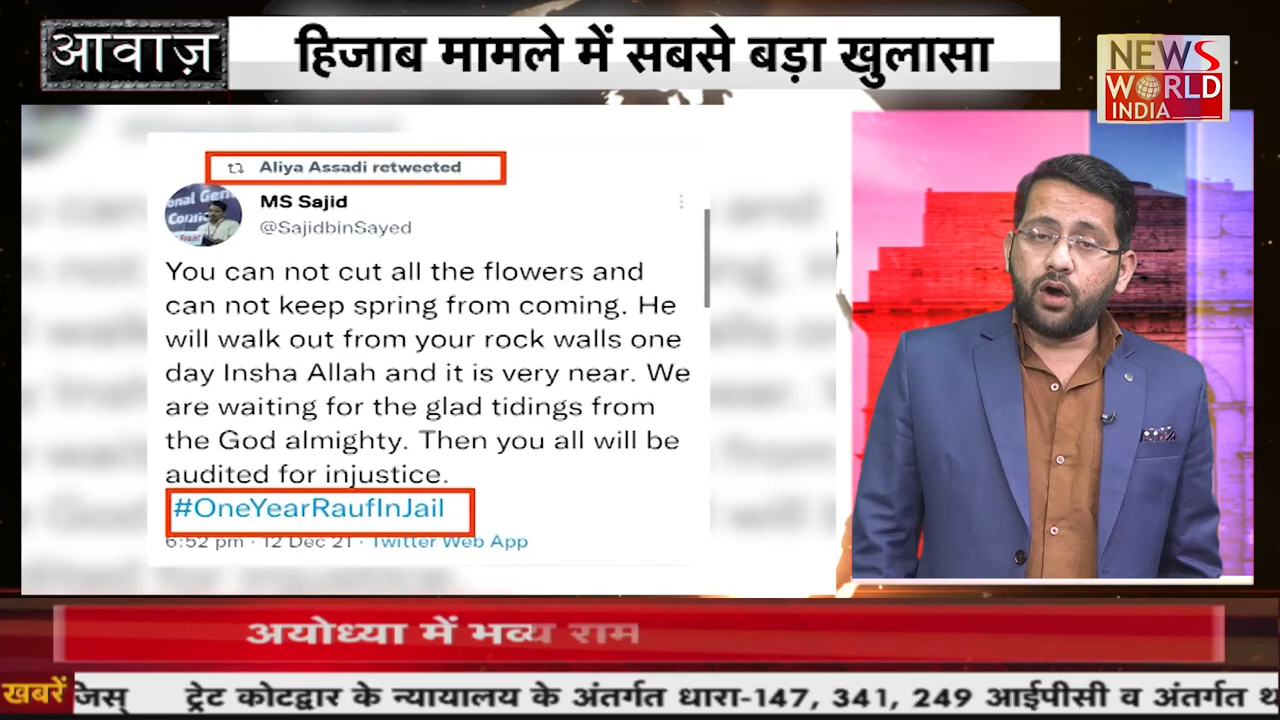 आवाज़
हिजाब मामले में सबसे बड़ा खुलासा
NEWS
WORLD
INDIA
Aliya Assadi retweeted
MS Sajid
@SajidbinSayed
You can not cut all the flowers and
can not keep spring from coming. He
will walk out from your rock walls one
day Insha Allah and it is very near. We
are waiting for the glad tidings from
the God almighty. Then you all will be
audited for injustice.
#OneYearRaufInJail
6:52 pm · 12 Dec 21 · Twitter Web App
अयोध्या में भव्य राम
खबरें
जिस् ट्रेट कोटद्वार के न्यायालय के अंतर्गत धारा-147, 341, 249 आईपीसी व अंतर्गत